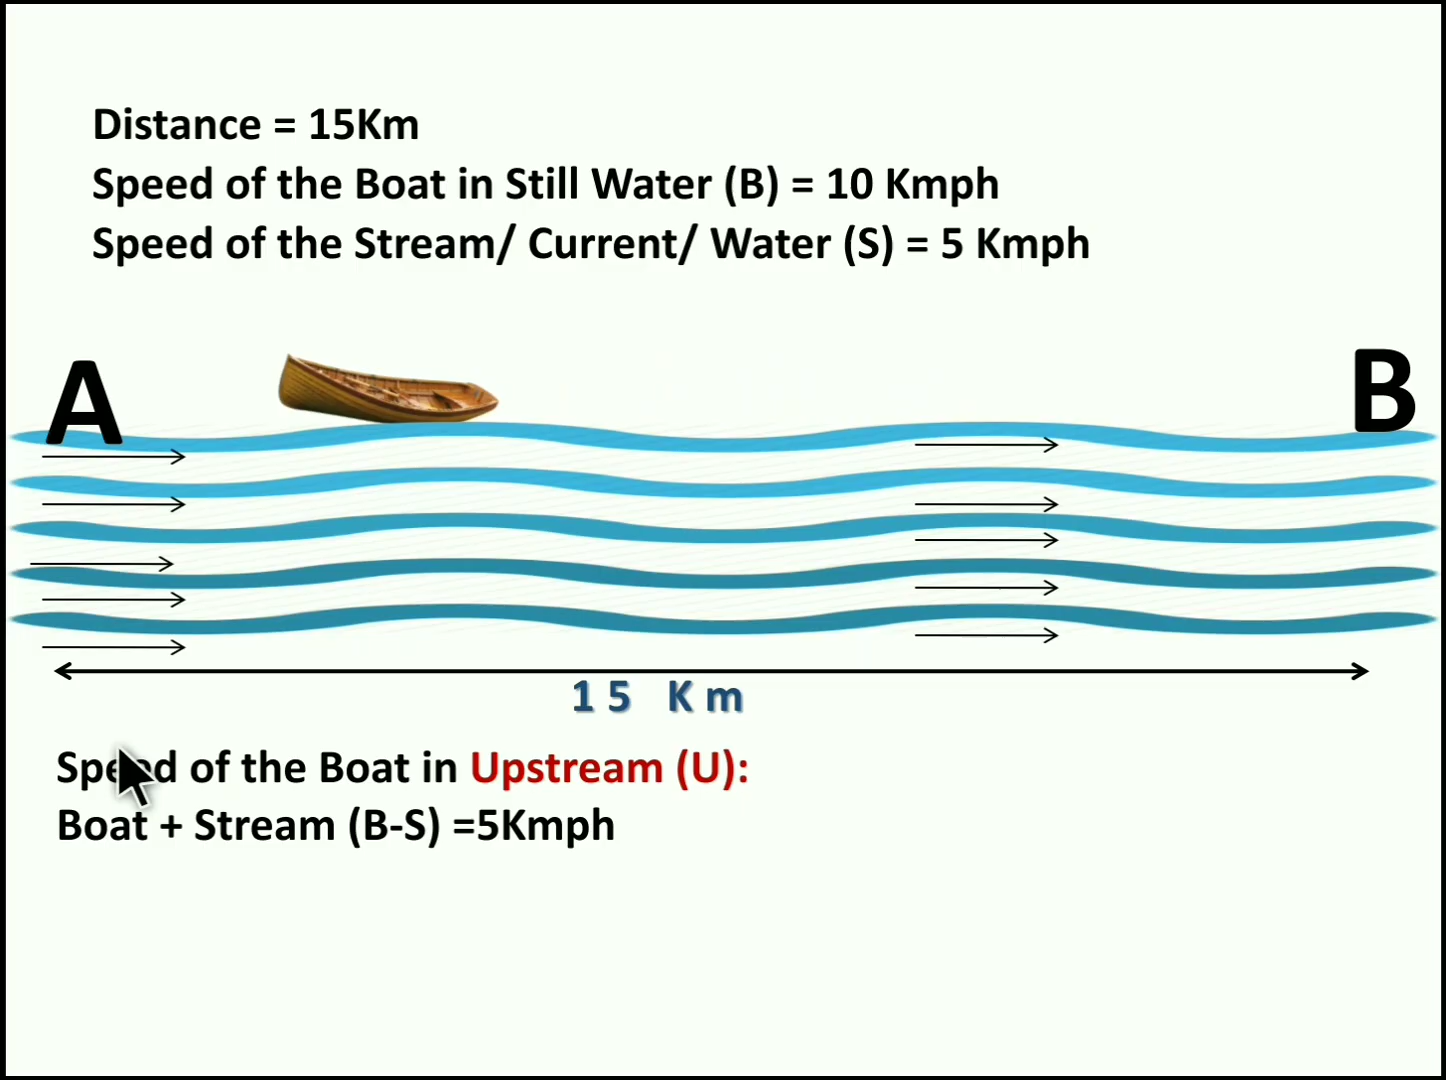 Distance = 15Km
Speed of the Boat in Still Water (B) = 10 Kmph
Speed of the Stream/ Current/ Water (S) = 5 Kmph
A
B
15 Km
Speed of the Boat in Upstream (U):
Boat + Stream (B-S) =5Kmph